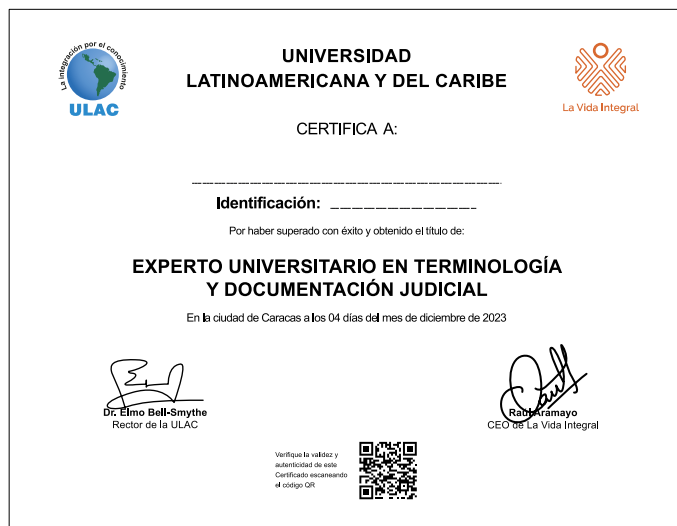 La integración por el conocimiento
ULAC
UNIVERSIDAD
LATINOAMERICANA Y DEL CARIBE
La Vida Integral
CERTIFICA A:
Identificación:
Por haber superado con éxito y obtenido el título de:
EXPERTO UNIVERSITARIO EN TERMINOLOGÍA
Y DOCUMENTACIÓN JUDICIAL
En la ciudad de Caracas a los 04 días del mes de diciembre de 2023
Dr. Elmo Bell-Smythe
Rector de la ULAC
Raúl Aramayo
CEO de La Vida Integral
Verifique la validez y
autenticidad de este
Certificado escaneando
el código QR